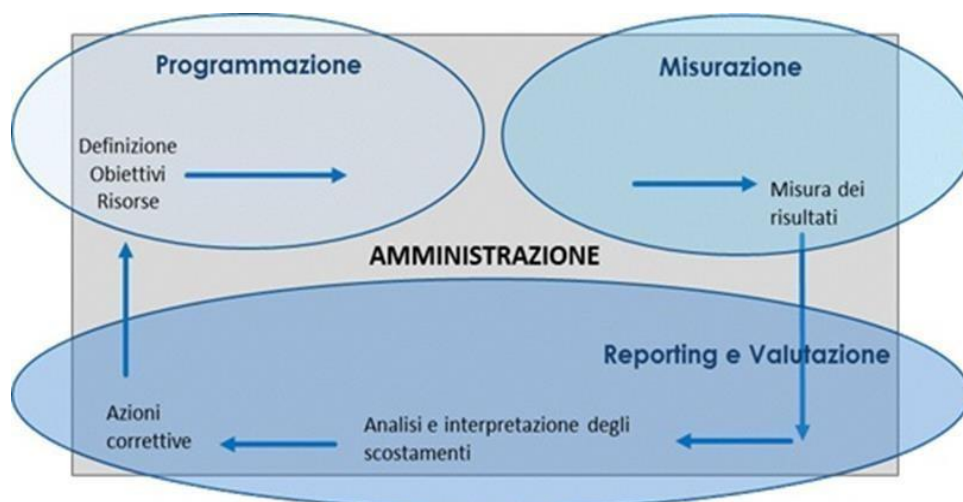 Programmazione
Misurazione
Definizione
Obiettivi
Risorse
Misura dei
risultati
AMMINISTRAZIONE
Reporting e Valutazione
Azioni
correttive
Analisi e interpretazione degli
scostamenti